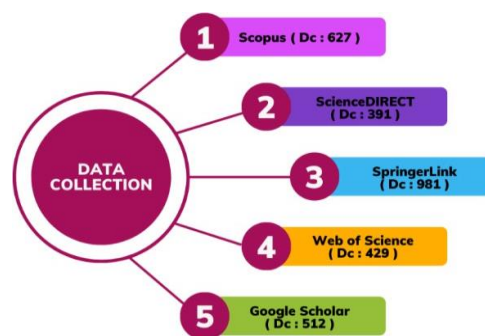 1
Scopus ( Dc : 627)
2
ScienceDIRECT
( Dc : 391)
DATA
COLLECTION
3
SpringerLink
( Dc : 981)
4
Web of Science
( Dc : 429)
5
Google Scholar
( Dc : 512)